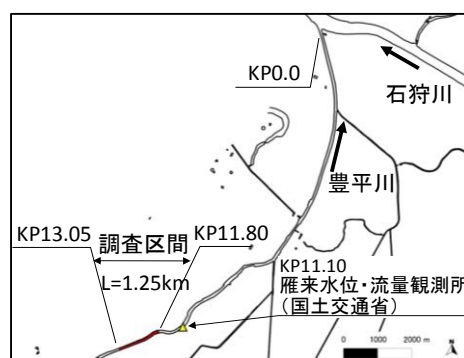 KP0.0
石狩川
豊平川
KP13.05
調査区間
KP11.80
L=1.25km
KP11.10
雁来水位・流量観測所
（国土交通省）
0 1000 2000 m
N